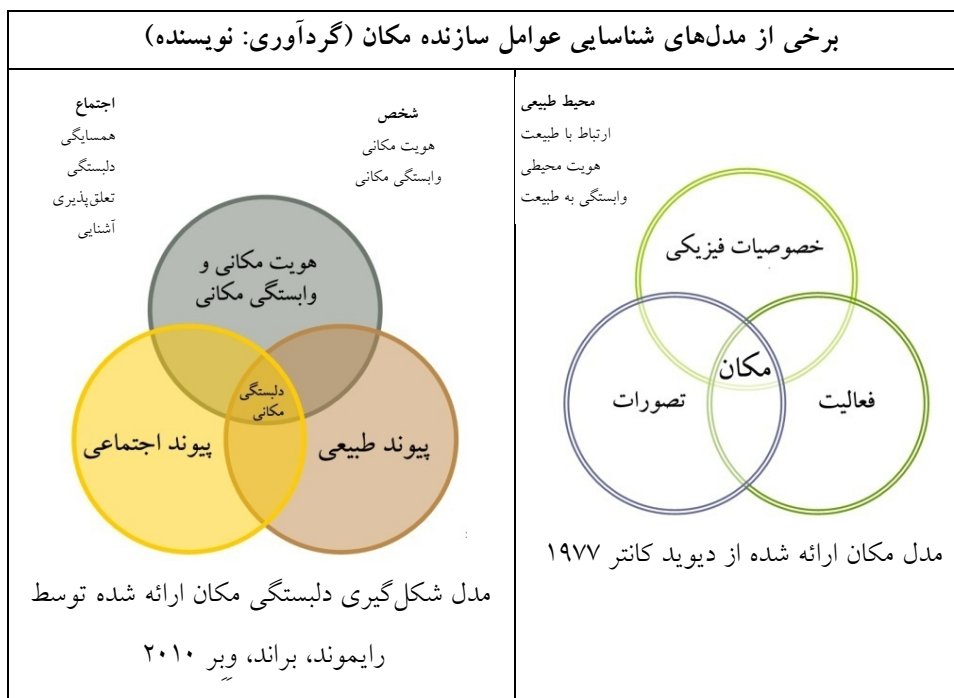 برخی از مدل‌های شناسایی عوامل سازنده مکان (گردآوری: نویسنده)
محیط طبیعی
ارتباط با طبیعت
هویت محیطی
وابستگی به طبیعت
خصوصیات فیزیکی
مکان
تصورات
فعالیت
مدل مکان ارائه شده از دیوید کانتر ۱۹۷۷
شخص
هویت مکانی
وابستگی مکانی
اجتماع
همسایگی
دلبستگی
تعلق‌پذیری
آشنایی
هویت مکانی و
وابستگی مکانی
دلبستگی
مکانی
پیوند طبیعی
پیوند اجتماعی
مدل شکل‌گیری دلبستگی مکان ارائه شده توسط
رایموند، براند، وبر ۲۰۱۰